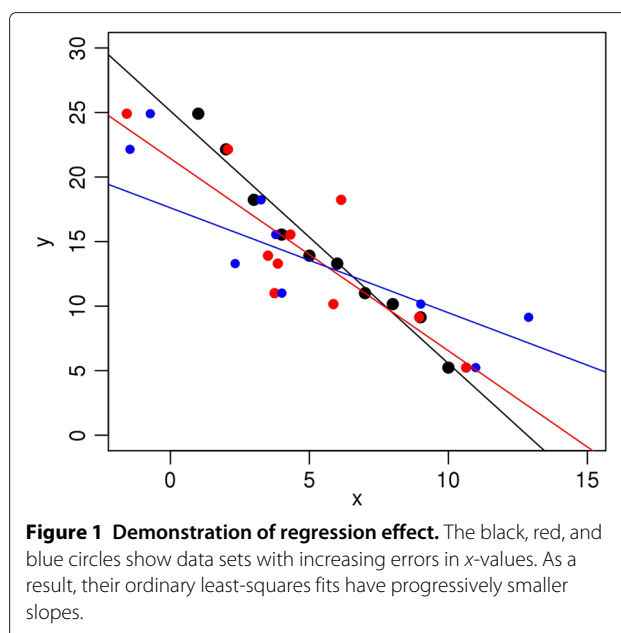 30
25
20
15
10
5
0
y
0 5 10 15
x
Figure 1 Demonstration of regression effect. The black, red, and
blue circles show data sets with increasing errors in x-values. As a
result, their ordinary least-squares fits have progressively smaller
slopes.